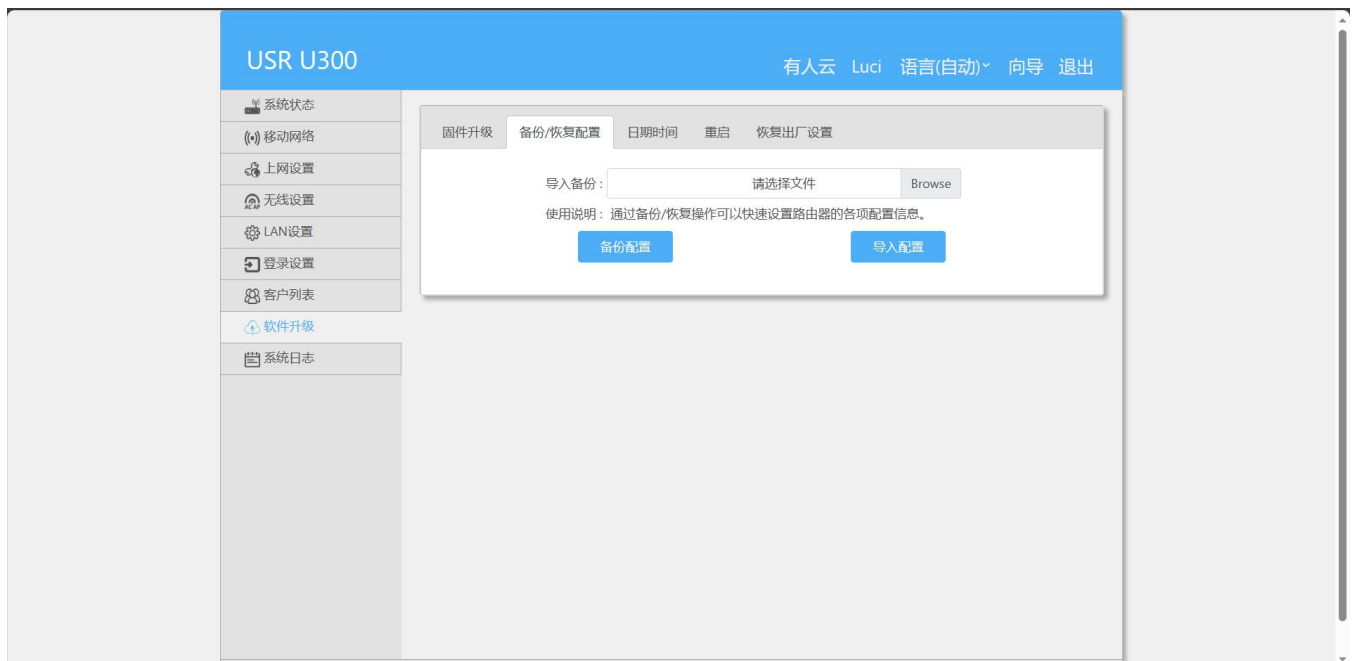 USR U300
有人云 Luci 语言(自动) 向导 退出
系统状态
移动网络
上网设置
AC AP 无线设置
LAN设置
登录设置
客户列表
软件升级
系统日志
固件升级 备份/恢复配置 日期时间 重启 恢复出厂设置
导入备份 : 请选择文件 Browse
使用说明 : 通过备份/恢复操作可以快速设置路由器的各项配置信息。
备份配置 导入配置